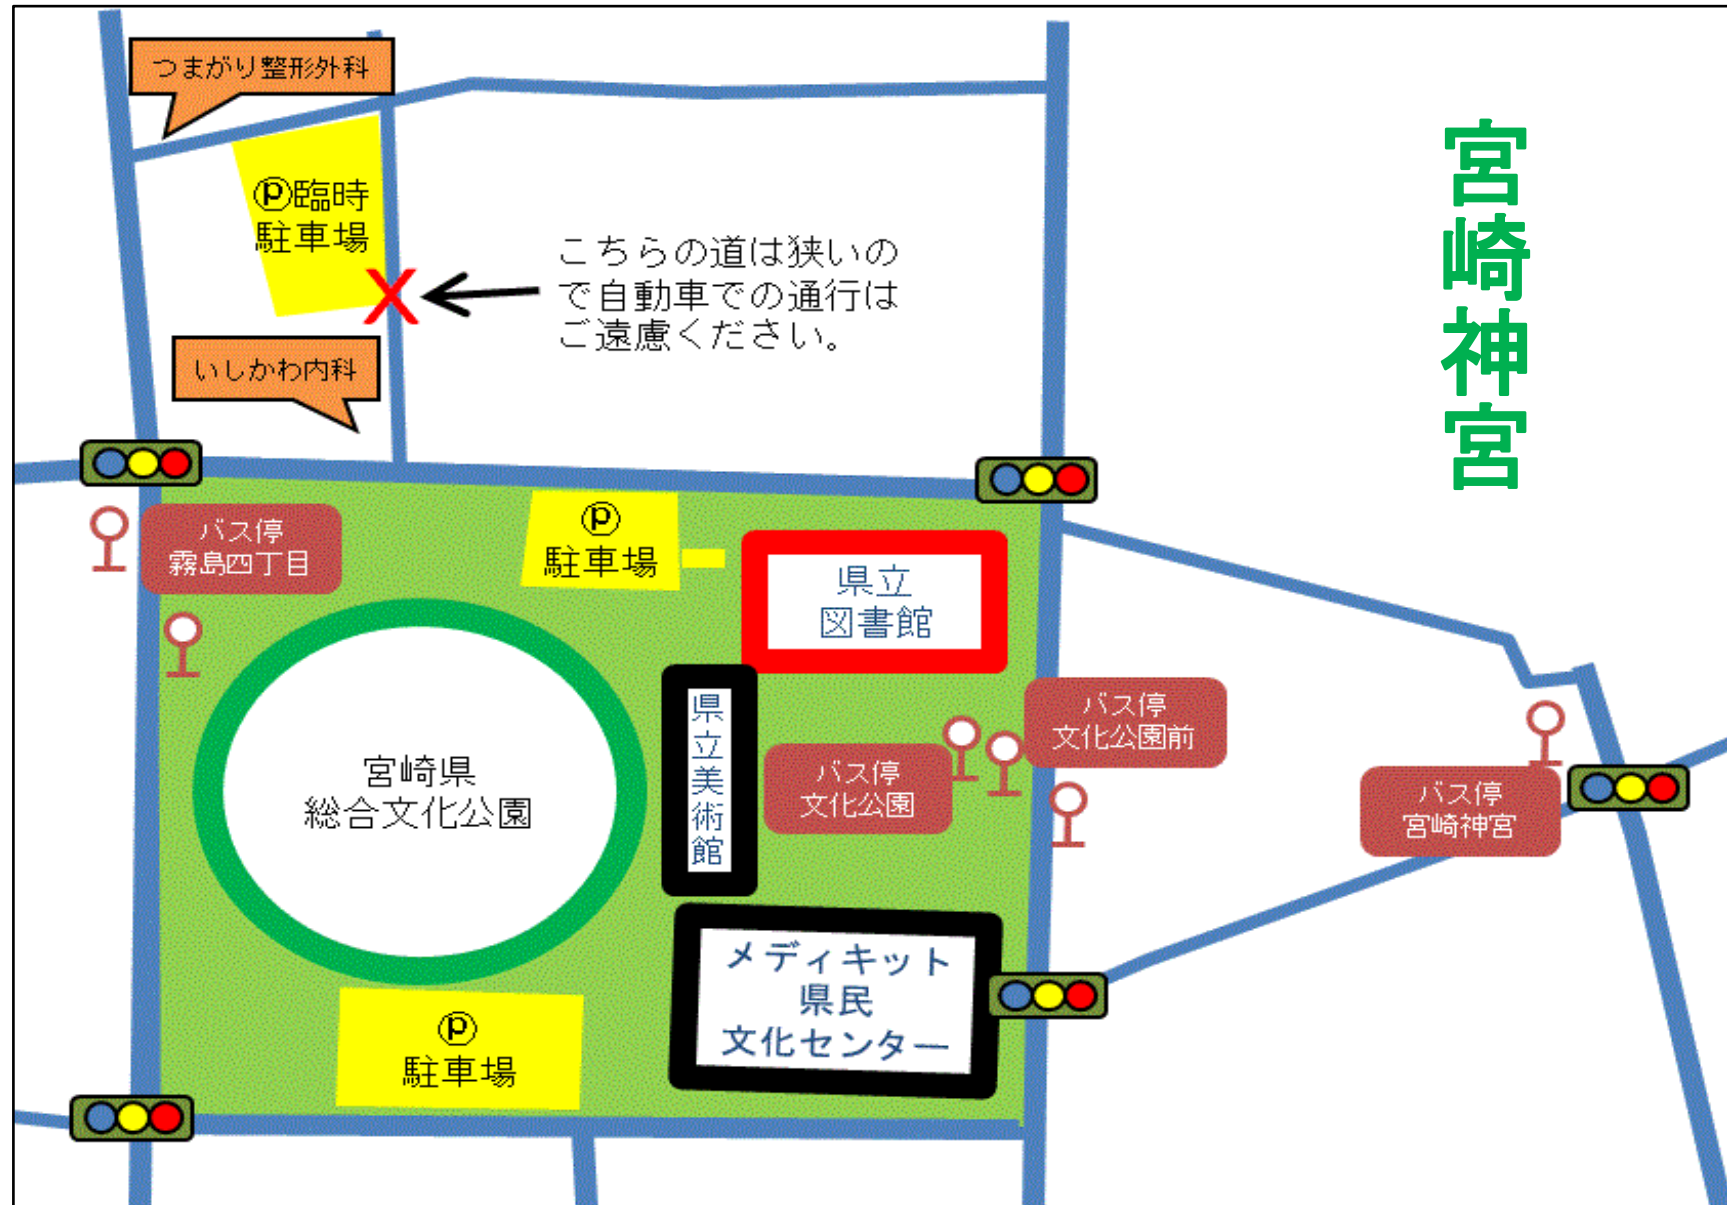 つまがり整形外科
宮崎神宮
Ⓟ臨時
駐車場
こちらの道は狭いの
で自動車での通行は
ご遠慮ください。
X
いしかわ内科
Ⓟ
駐車場
バス停
霧島四丁目
県立
図書館
県立美術館
バス停
文化公園前
バス停
文化公園
宮崎県
総合文化公園
バス停
宮崎神宮
メディキット
県民
文化センター
Ⓟ
駐車場